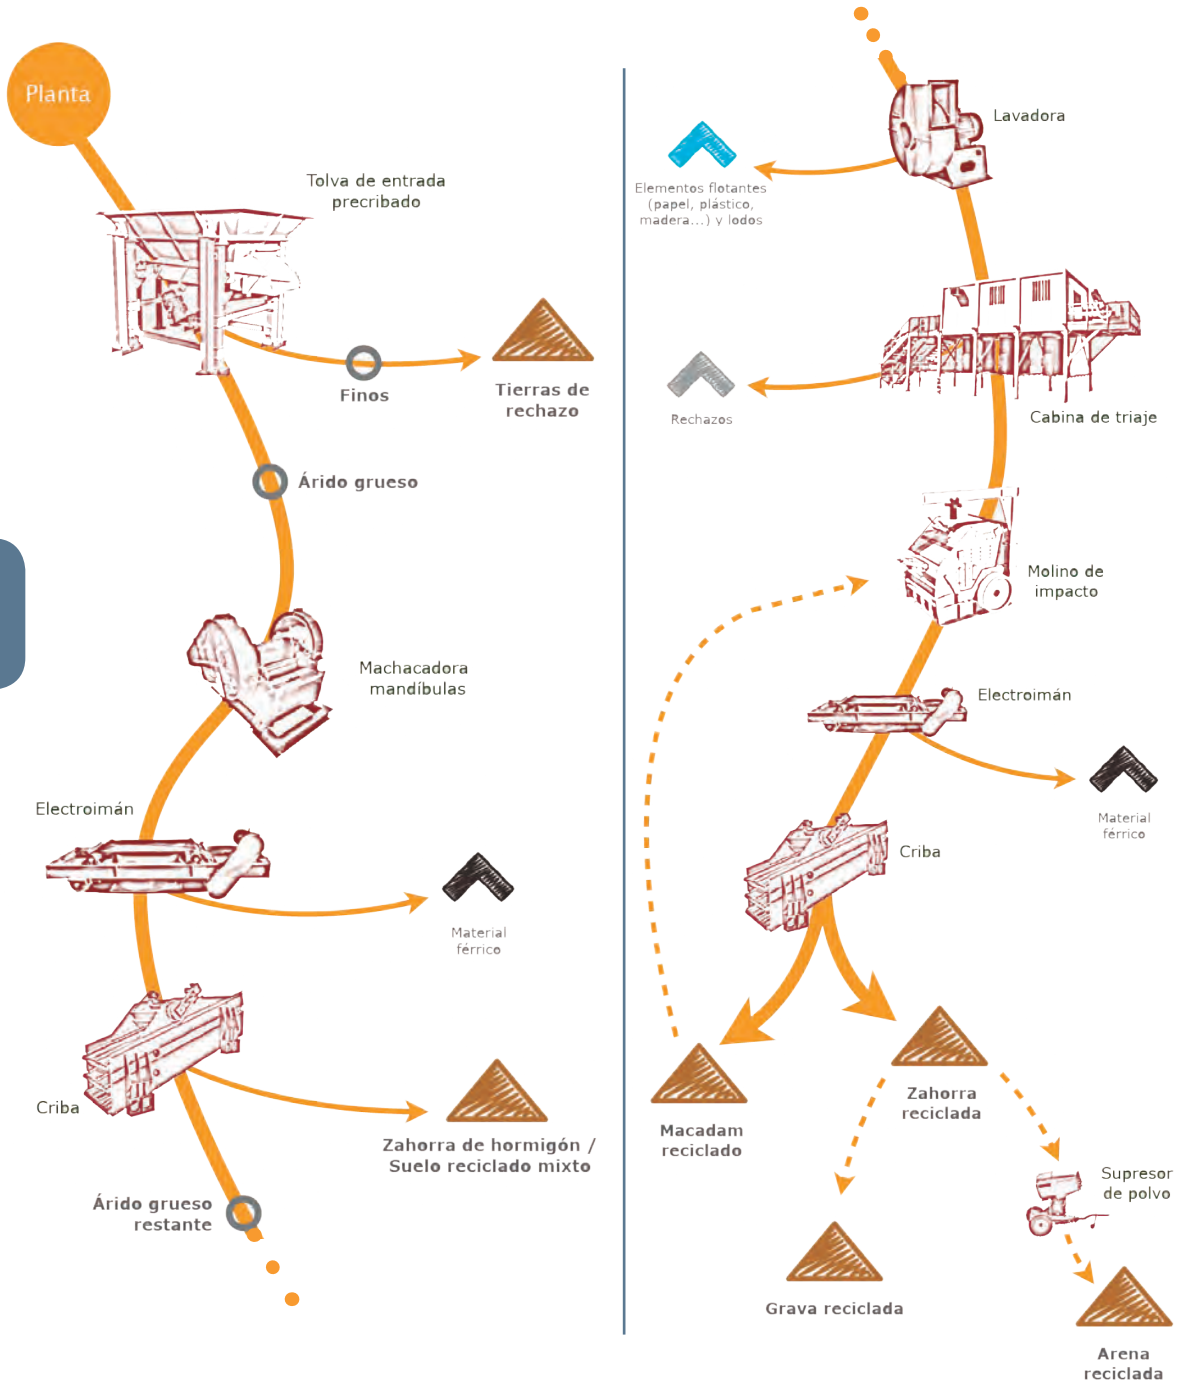 Planta
Tolva de entrada
precribado
Finos
Tierras de
rechazo
Árido grueso
Machacadora
mandíbulas
Electroimán
Material
férrico
Criba
Zahorra de hormigón /
Suelo reciclado mixto
Árido grueso
restante
Lavadora
Elementos flotantes
(papel, plástico,
madera...) y lodos
Rechazos
Cabina de triaje
Molino de
impacto
Electroimán
Material
férrico
Criba
Macadam
reciclado
Zahorra
reciclada
Supresor
de polvo
Grava reciclada
Arena
reciclada